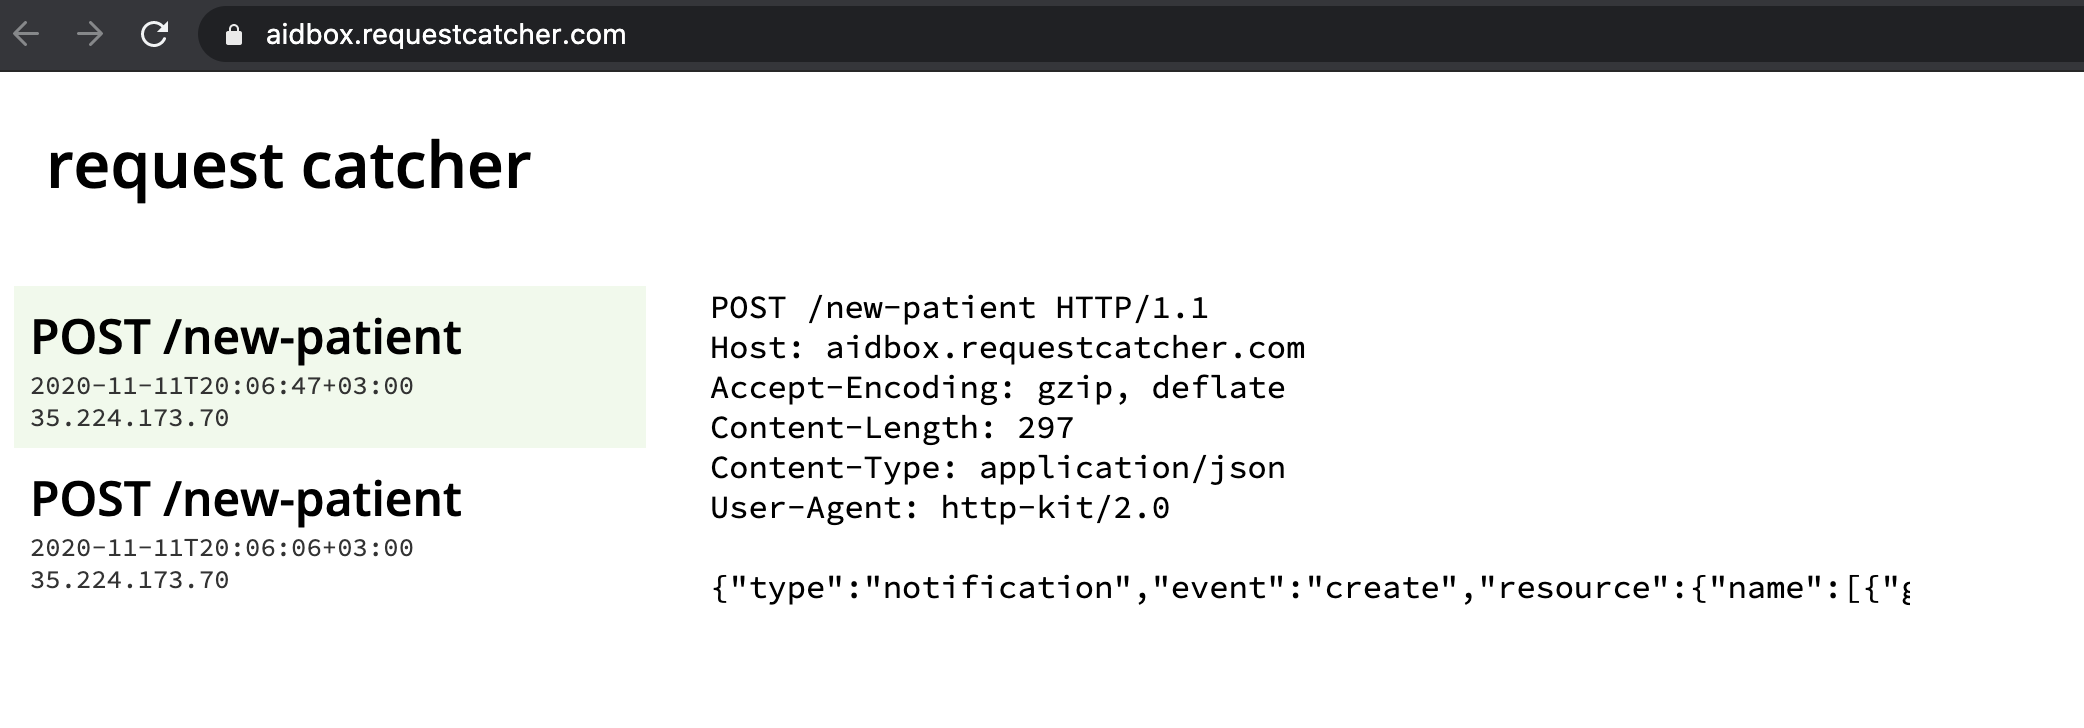 aidbox.requestcatcher.com
request catcher
POST /new-patient
2020-11-11T20:06:47+03:00
35.224.173.70
POST /new-patient
2020-11-11T20:06:06+03:00
35.224.173.70
POST /new-patient HTTP/1.1
Host: aidbox.requestcatcher.com
Accept-Encoding: gzip, deflate
Content-Length: 297
Content-Type: application/json
User-Agent: http-kit/2.0
{"type":"notification","event":"create","resource":{"name":[{"g